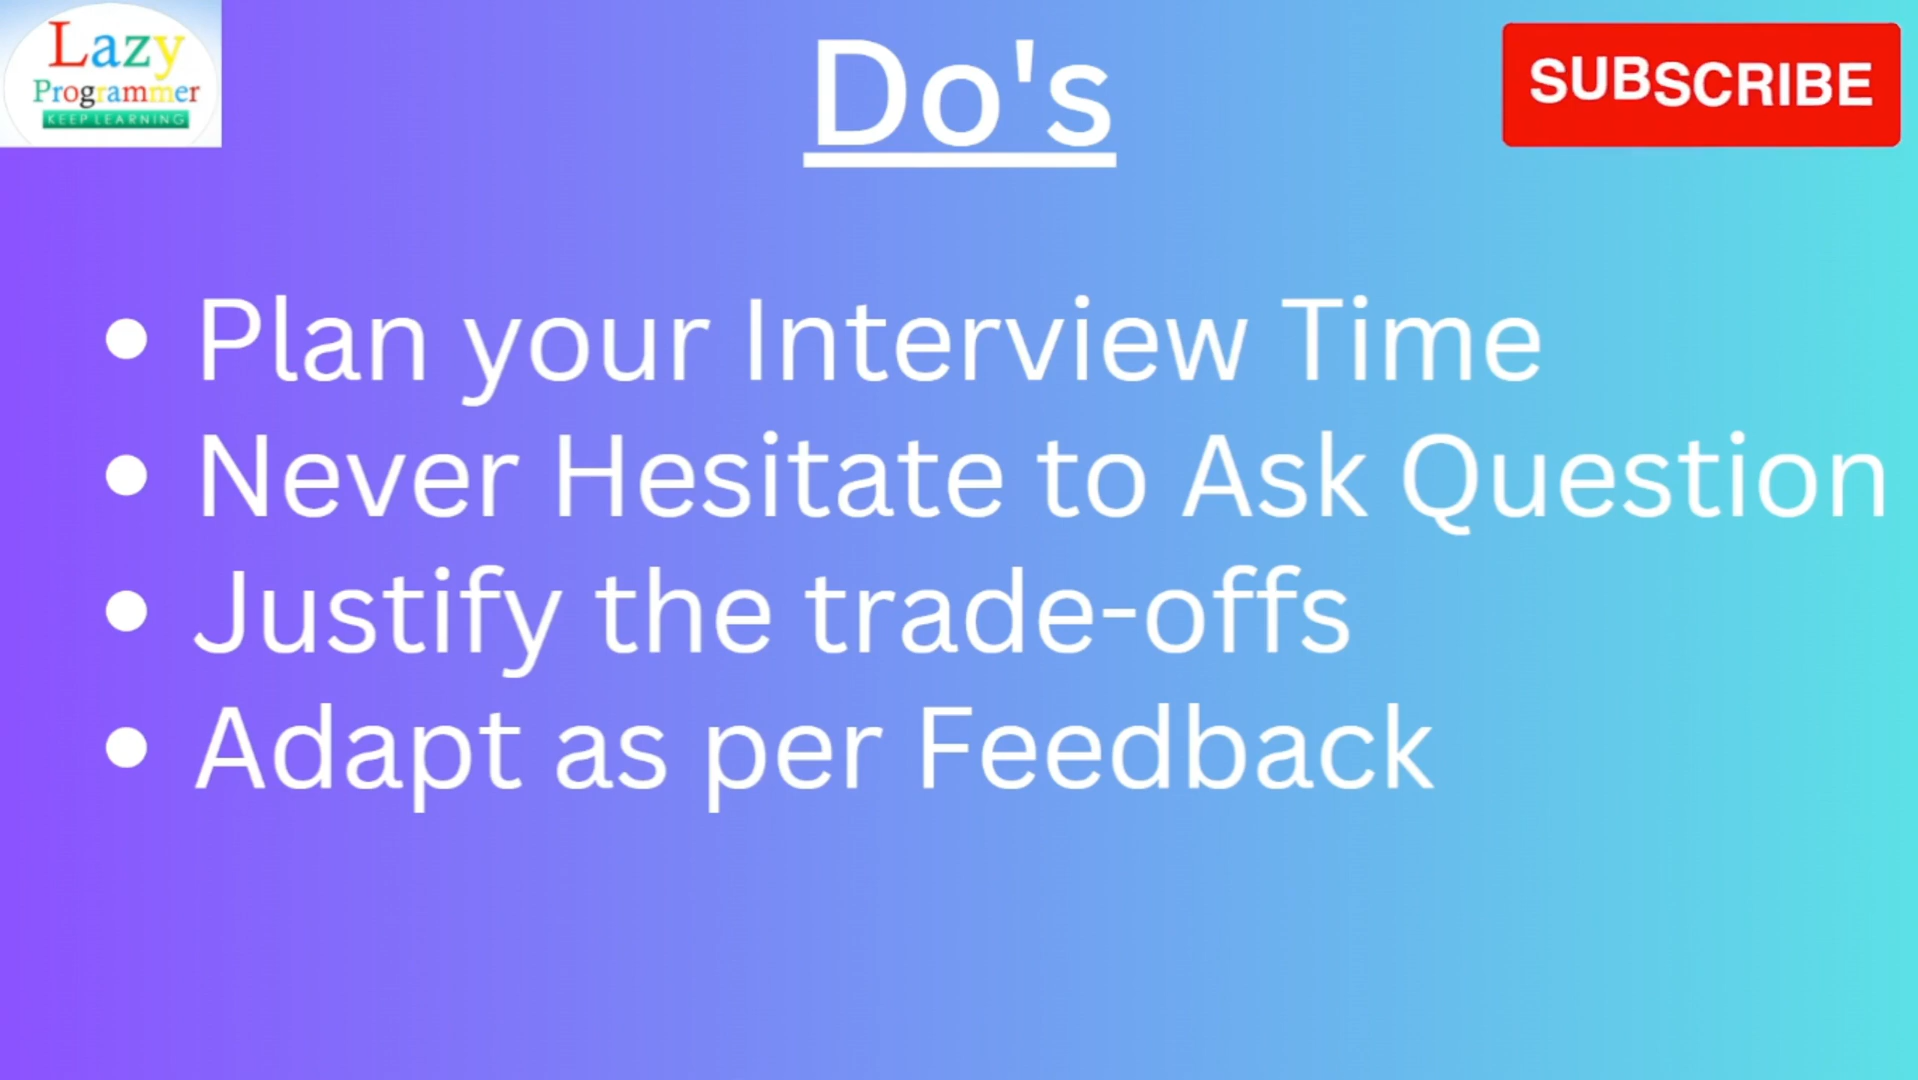 Lazy
Programmer
KEEP LEARNING
Do's
SUBSCRIBE
• Plan your Interview Time
• Never Hesitate to Ask Question
• Justify the trade-offs
• Adapt as per Feedback